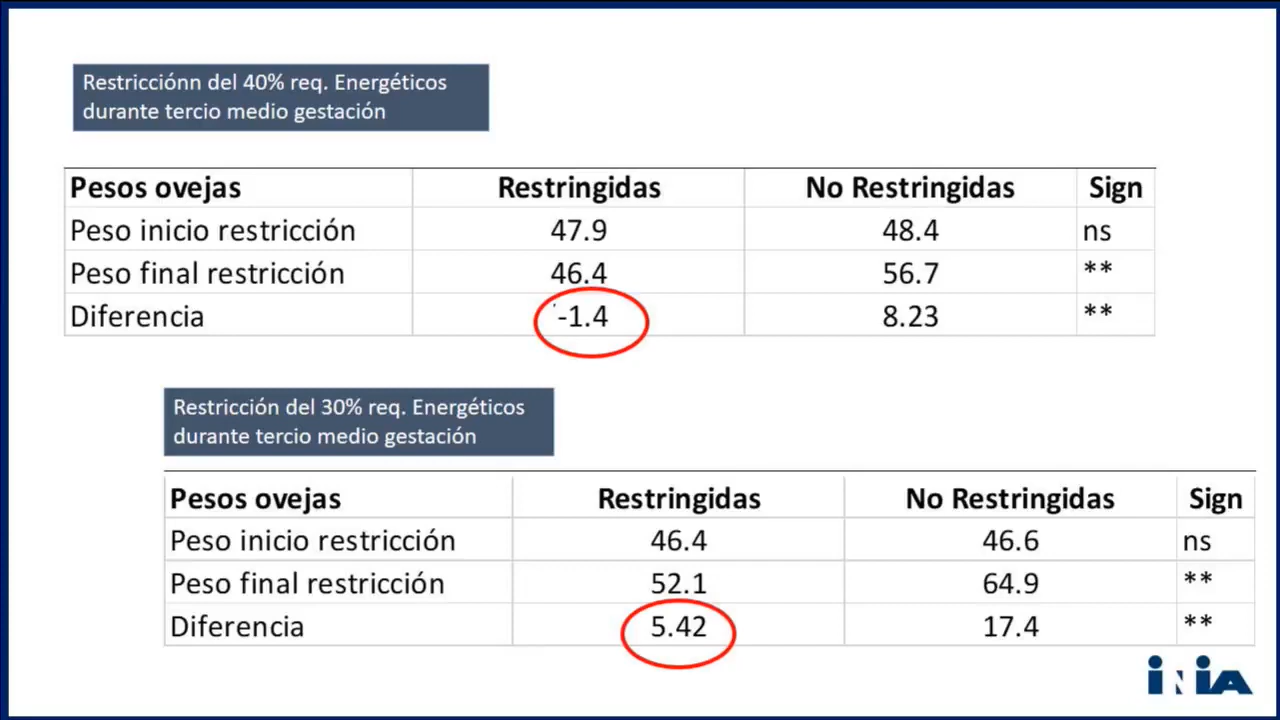 Restricciónn del 40% req. Energéticos
durante tercio medio gestación
Pesos ovejas Restringidas No Restringidas Sign
Peso inicio restricción 47.9 48.4 ns
Peso final restricción 46.4 56.7 **
Diferencia -1.4 8.23 **
Restricción del 30% req. Energéticos
durante tercio medio gestación
Pesos ovejas Restringidas No Restringidas Sign
Peso inicio restricción 46.4 46.6 ns
Peso final restricción 52.1 64.9 **
Diferencia 5.42 17.4 **
iNiA